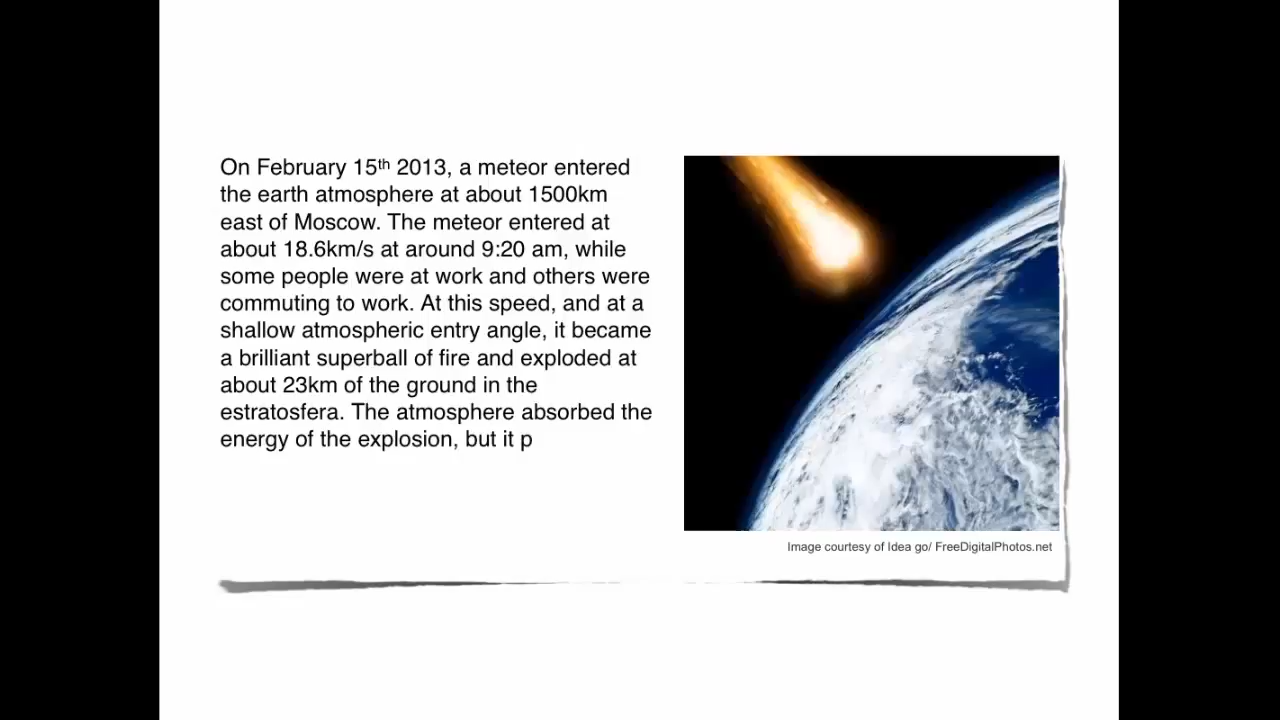 On February 15th 2013, a meteor entered
the earth atmosphere at about 1500km
east of Moscow. The meteor entered at
about 18.6km/s at around 9:20 am, while
some people were at work and others were
commuting to work. At this speed, and at a
shallow atmospheric entry angle, it became
a brilliant superball of fire and exploded at
about 23km of the ground in the
estratosfera. The atmosphere absorbed the
energy of the explosion, but it p
Image courtesy of Idea go/ FreeDigitalPhotos.net